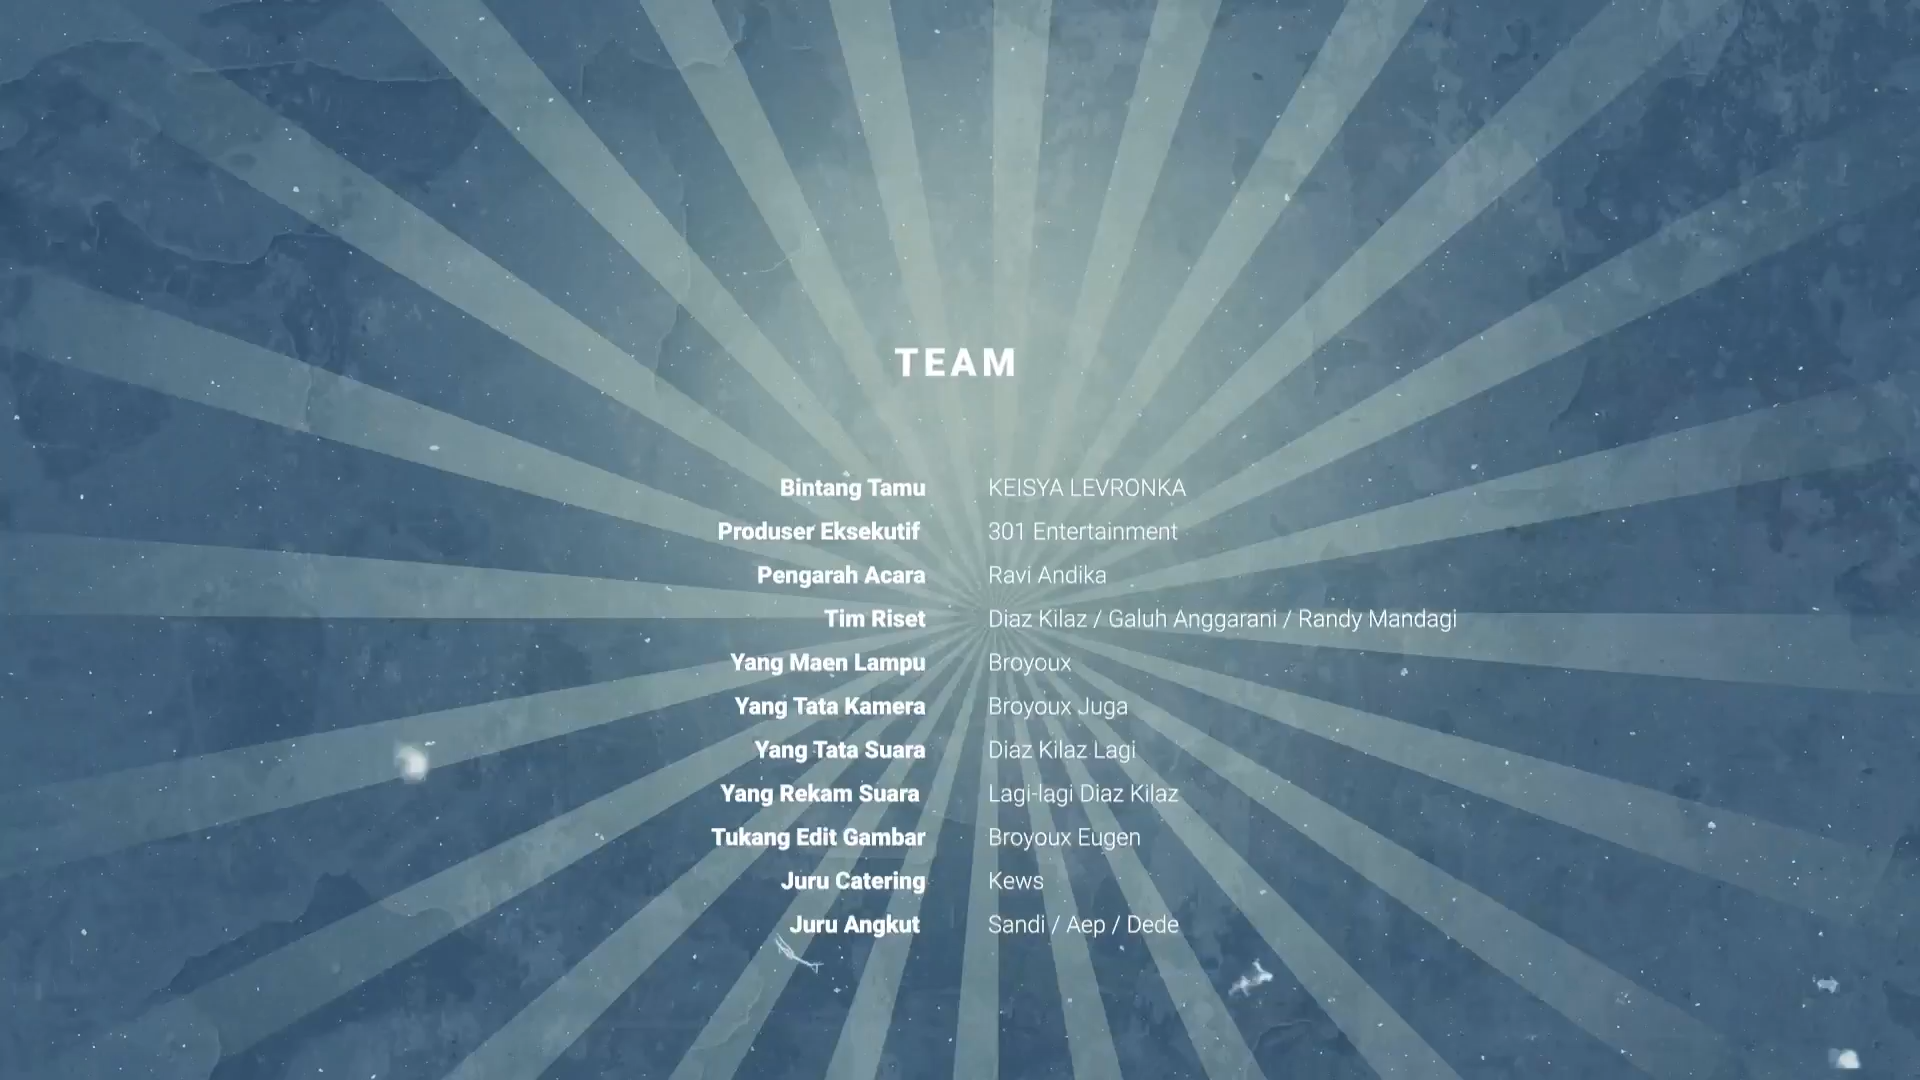 TEAM
Bintang Tamu KEISYA LEVRONKA
Produser Eksekutif 301 Entertainment
Pengarah Acara Ravi Andika
Tim Riset Diaz Kilaz / Galuh Anggarani / Randy Mandagi
Yang Maen Lampu Broyoux
Yang Tata Kamera Broyoux Juga
Yang Tata Suara Diaz Kilaz Lagi
Yang Rekam Suara Lagi-lagi Diaz Kilaz
Tukang Edit Gambar Broyoux Eugen
Juru Catering Kews
Juru Angkut Sandi / Aep / Dede